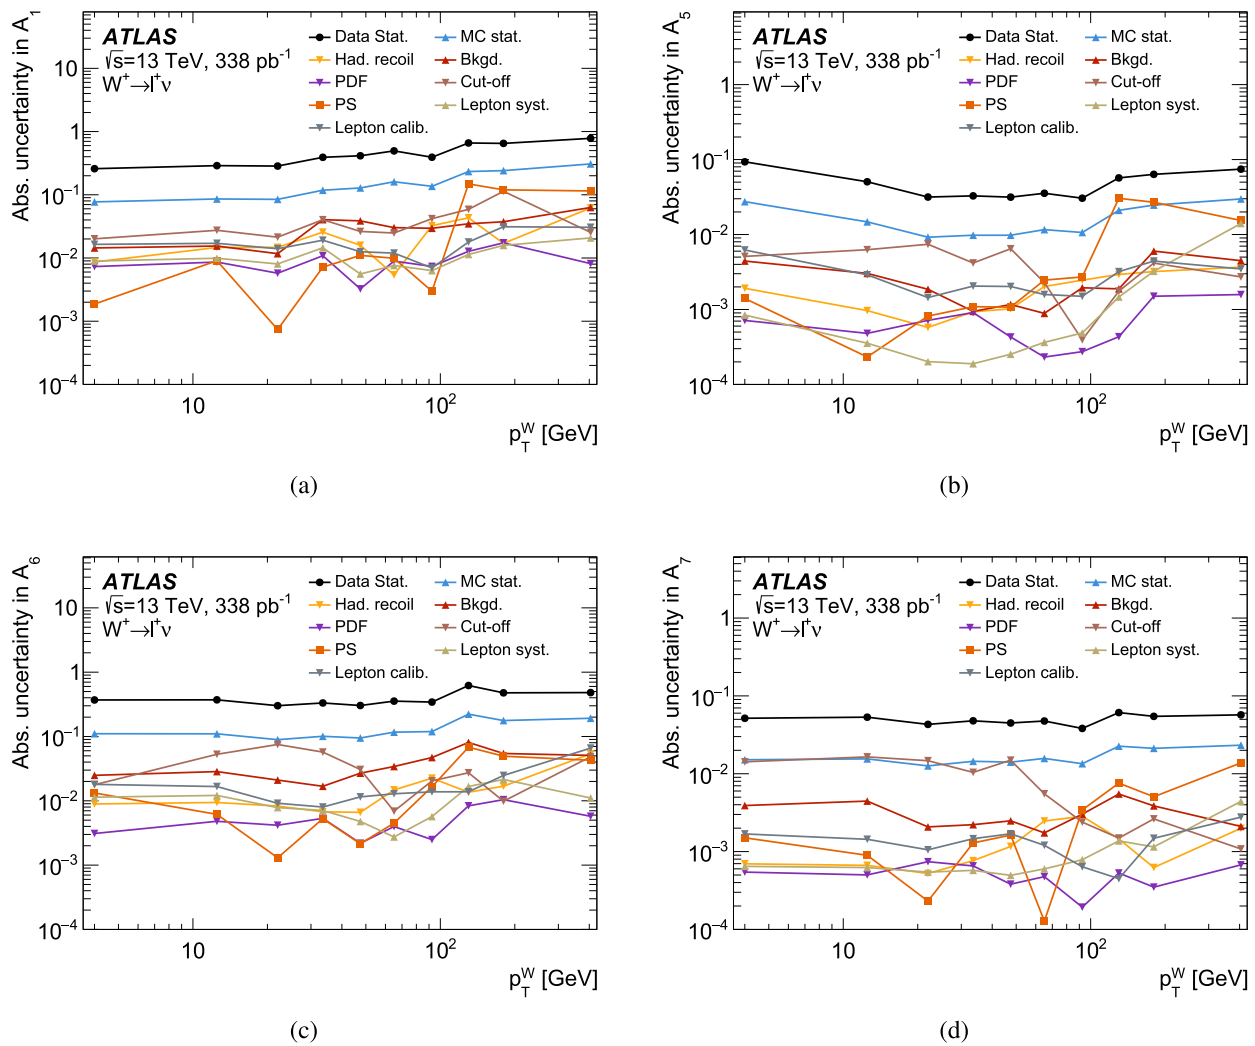 Abs. uncertainty in A₁
ATLAS
√s=13 TeV, 338 pb⁻¹
W⁺→l⁺ν
Data Stat.
MC stat.
Had. recoil
Bkgd.
PDF
Cut-off
PS
Lepton syst.
Lepton calib.
10
1
10⁻¹
10⁻²
10⁻³
10⁻⁴
10
10²
p_T^W [GeV]
(a)
Abs. uncertainty in A₅
ATLAS
√s=13 TeV, 338 pb⁻¹
W⁺→l⁺ν
Data Stat.
MC stat.
Had. recoil
Bkgd.
PDF
Cut-off
PS
Lepton syst.
Lepton calib.
1
10⁻¹
10⁻²
10⁻³
10⁻⁴
10
10²
p_T^W [GeV]
(b)
Abs. uncertainty in A₆
ATLAS
√s=13 TeV, 338 pb⁻¹
W⁺→l⁺ν
Data Stat.
MC stat.
Had. recoil
Bkgd.
PDF
Cut-off
PS
Lepton syst.
Lepton calib.
10
1
10⁻¹
10⁻²
10⁻³
10⁻⁴
10
10²
p_T^W [GeV]
(c)
Abs. uncertainty in A₇
ATLAS
√s=13 TeV, 338 pb⁻¹
W⁺→l⁺ν
Data Stat.
MC stat.
Had. recoil
Bkgd.
PDF
Cut-off
PS
Lepton syst.
Lepton calib.
1
10⁻¹
10⁻²
10⁻³
10⁻⁴
10
10²
p_T^W [GeV]
(d)